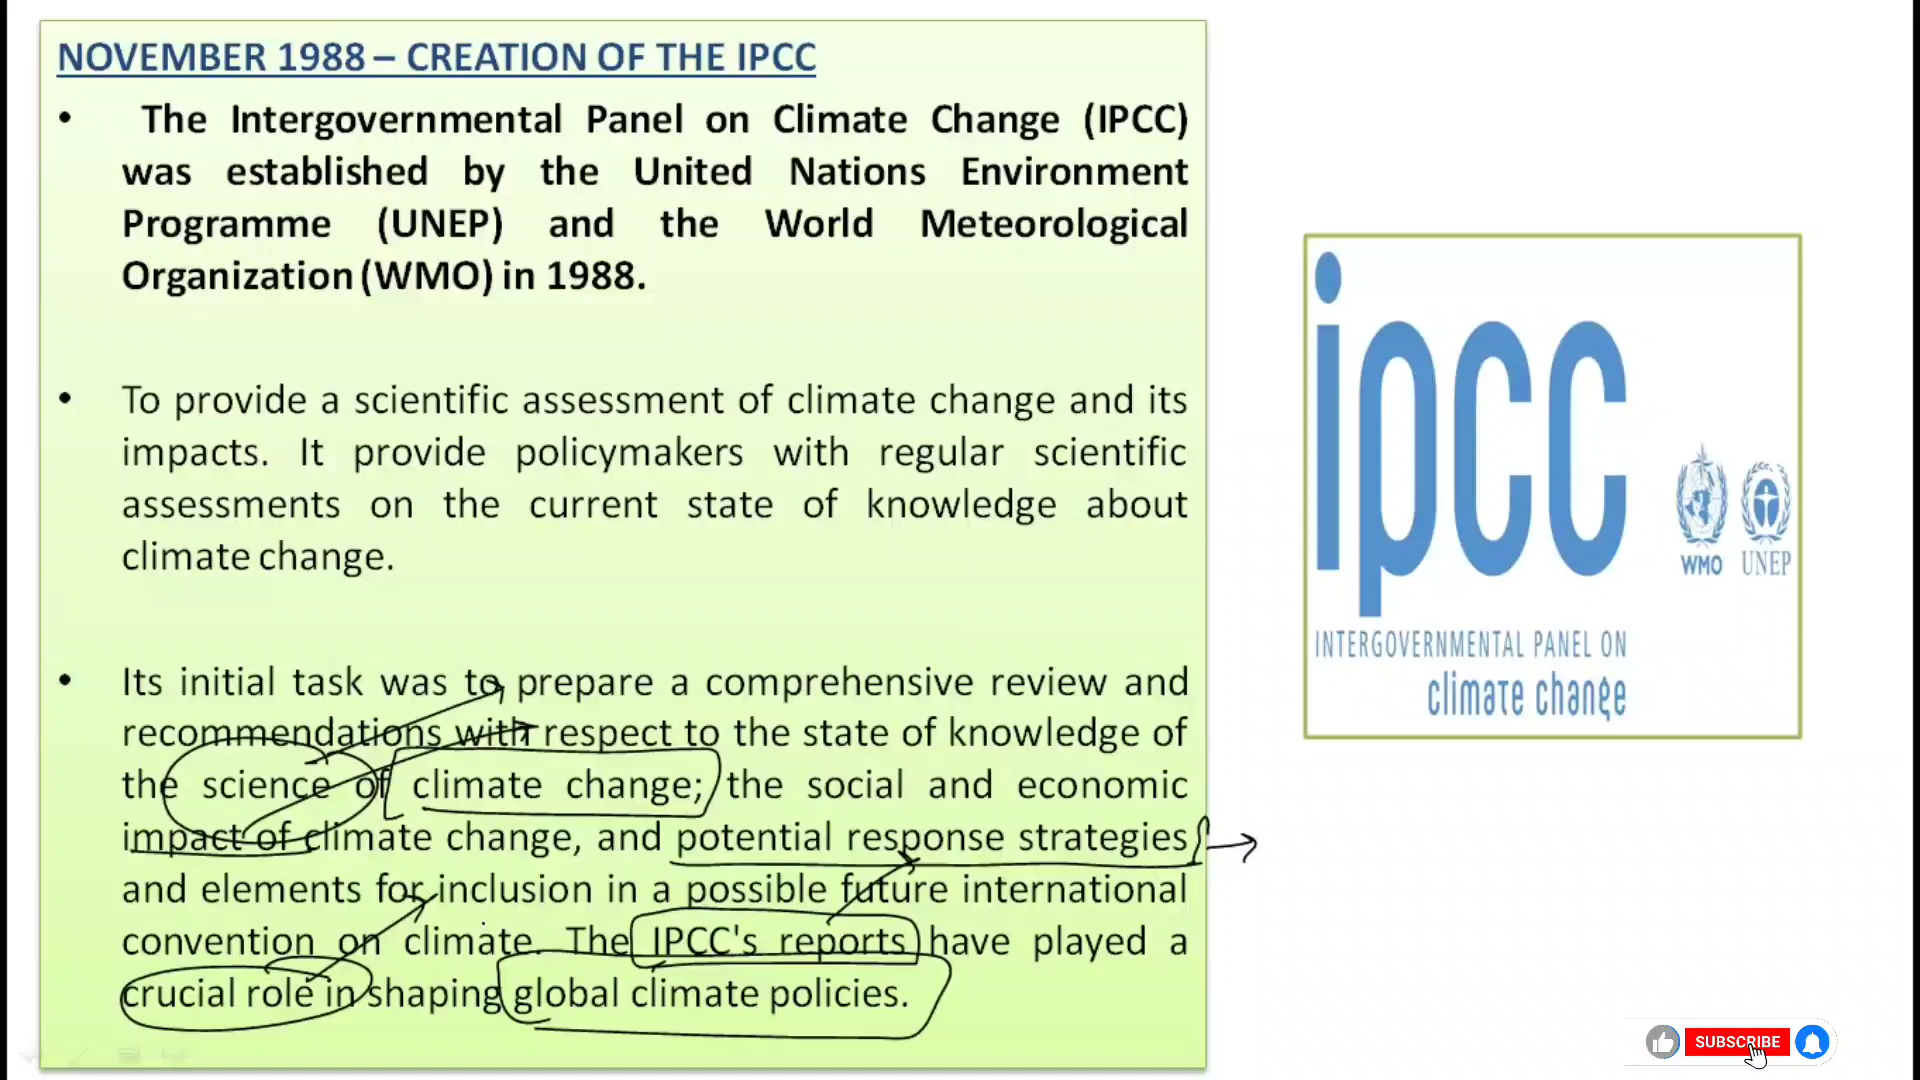 NOVEMBER 1988 – CREATION OF THE IPCC
• The Intergovernmental Panel on Climate Change (IPCC)
was established by the United Nations Environment
Programme (UNEP) and the World Meteorological
Organization (WMO) in 1988.
• To provide a scientific assessment of climate change and its
impacts. It provide policymakers with regular scientific
assessments on the current state of knowledge about
climate change.
• Its initial task was to prepare a comprehensive review and
recommendations with respect to the state of knowledge of
the science of climate change; the social and economic
impact of climate change, and potential response strategies
and elements for inclusion in a possible future international
convention on climate. The IPCC's reports have played a
crucial role in shaping global climate policies.
ipcc
WMO UNEP
INTERGOVERNMENTAL PANEL ON
climate change
SUBSCRIBE